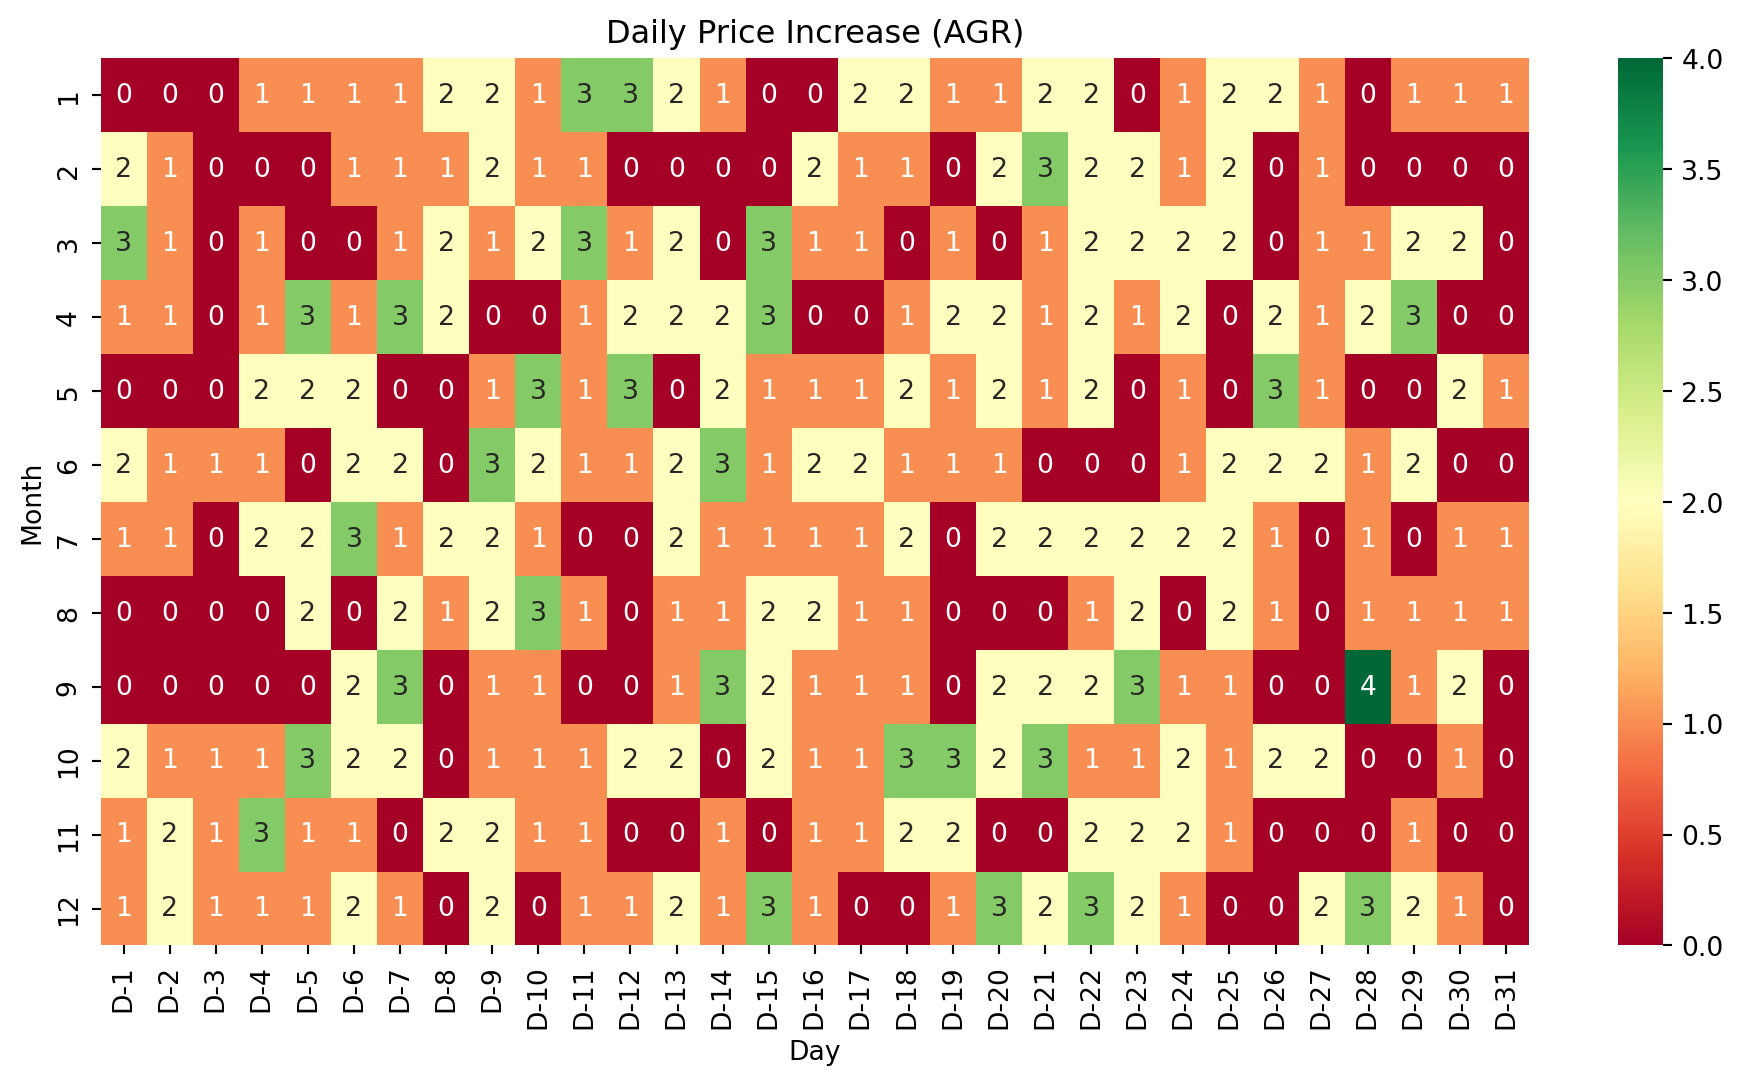 Daily Price Increase (AGR)
Month
1 0 0 0 1 1 1 1 2 2 1 3 3 2 1 0 0 2 2 1 1 2 2 0 1 2 2 1 0 1 1 1
2 2 1 0 0 0 1 1 1 2 1 1 0 0 0 0 2 1 1 0 2 3 2 2 1 2 0 1 0 0 0 0
3 3 1 0 1 0 0 1 2 1 2 3 1 2 0 3 1 1 0 1 0 1 2 2 2 2 0 1 1 2 2 0
4 1 1 0 1 3 1 3 2 0 0 1 2 2 2 3 0 0 1 2 2 1 2 1 2 0 2 1 2 3 0 0
5 0 0 0 2 2 2 0 0 1 3 1 3 0 2 1 1 1 2 1 2 1 2 0 1 0 3 1 0 0 2 1
6 2 1 1 1 0 2 2 0 3 2 1 1 2 3 1 2 2 1 1 1 0 0 0 1 2 2 2 1 2 0 0
7 1 1 0 2 2 3 1 2 2 1 0 0 2 1 1 1 1 2 0 2 2 2 2 2 2 1 0 1 0 1 1
8 0 0 0 0 2 0 2 1 2 3 1 0 1 1 2 2 1 1 0 0 0 1 2 0 2 1 0 1 1 1 1
9 0 0 0 0 0 2 3 0 1 1 0 0 1 3 2 1 1 1 0 2 2 2 3 1 1 0 0 4 1 2 0
10 2 1 1 1 3 2 2 0 1 1 1 2 2 0 2 1 1 3 3 2 3 1 1 2 1 2 2 0 0 1 0
11 1 2 1 3 1 1 0 2 2 1 1 0 0 1 0 1 1 2 2 0 0 2 2 2 1 0 0 0 1 0 0
12 1 2 1 1 1 2 1 0 2 0 1 1 2 1 3 1 0 0 1 3 2 3 2 1 0 0 2 3 2 1 0
D-1 D-2 D-3 D-4 D-5 D-6 D-7 D-8 D-9 D-10 D-11 D-12 D-13 D-14 D-15 D-16 D-17 D-18 D-19 D-20 D-21 D-22 D-23 D-24 D-25 D-26 D-27 D-28 D-29 D-30 D-31
Day
4.0
3.5
3.0
2.5
2.0
1.5
1.0
0.5
0.0